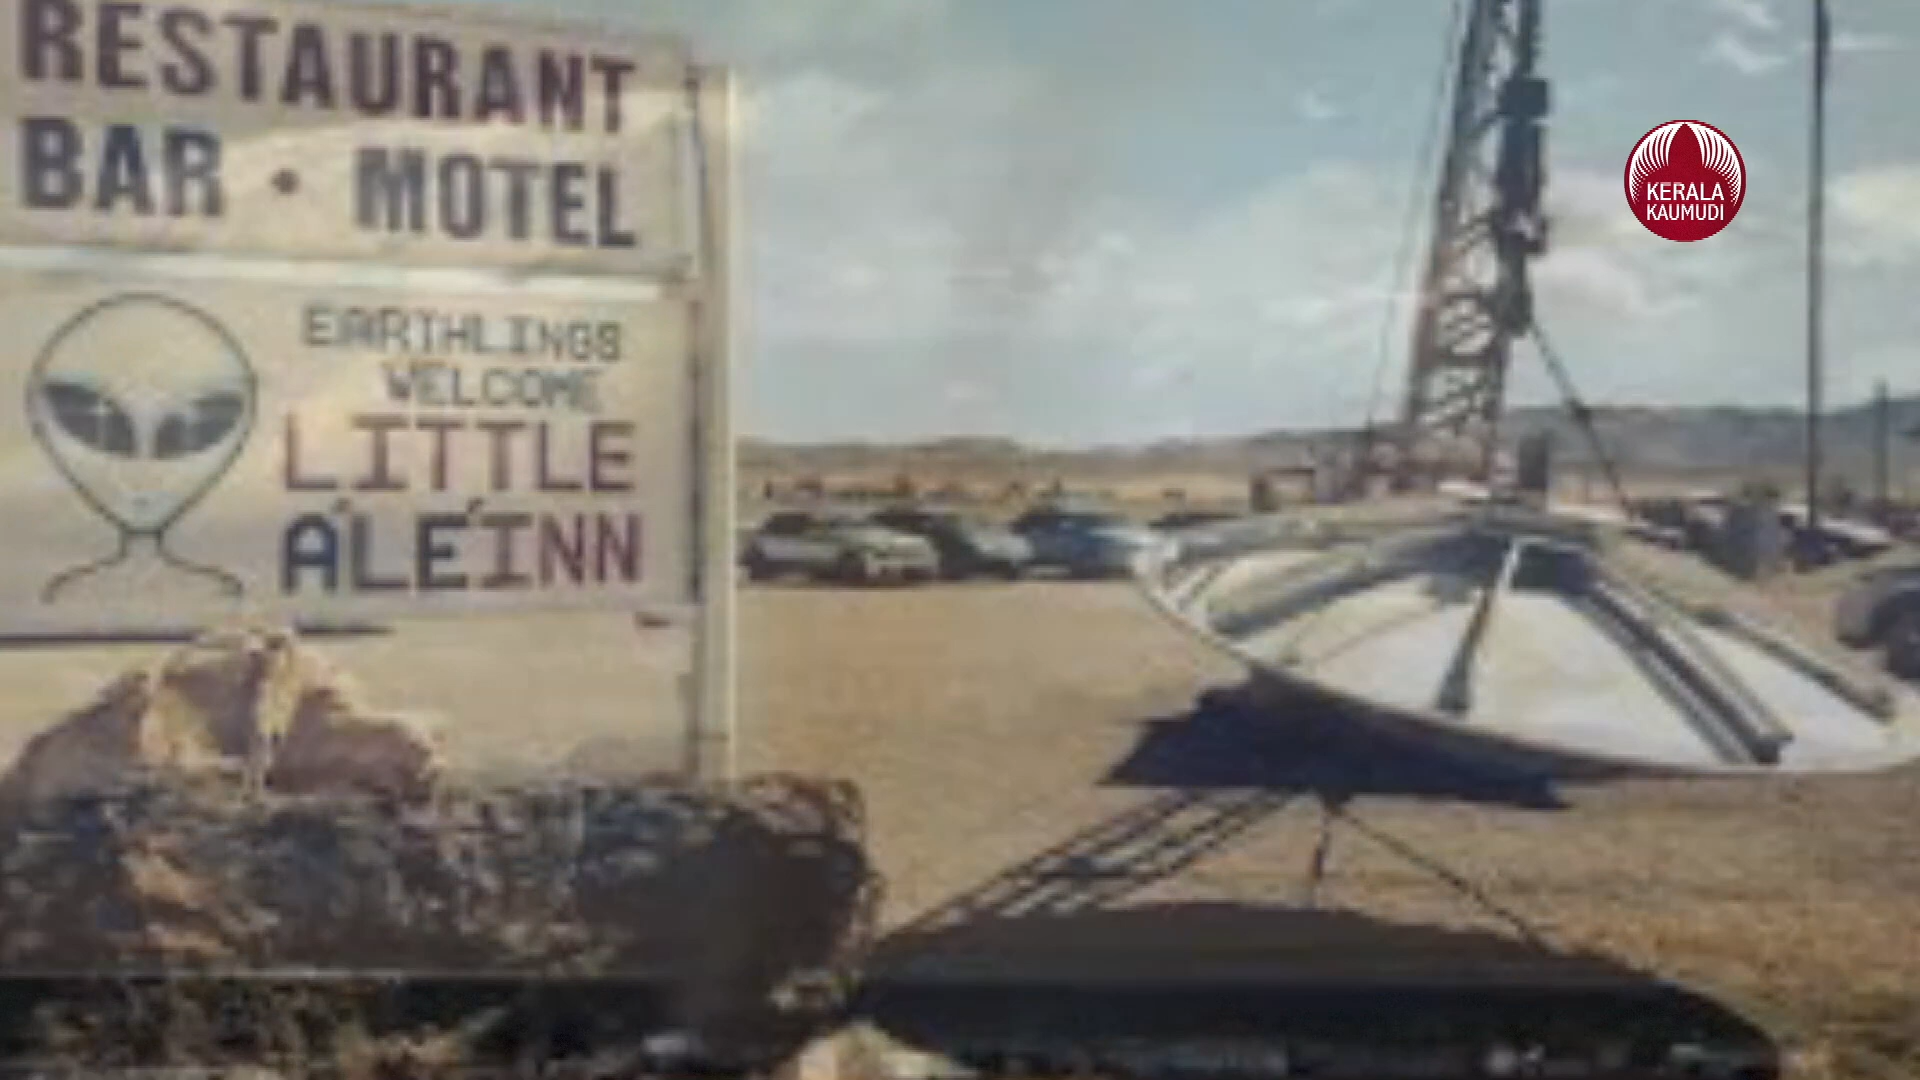 RESTAURANT
BAR • MOTEL
EARTHLINGS
WELCOME
LITTLE
A'LE'INN
KERALA
KAUMUDI